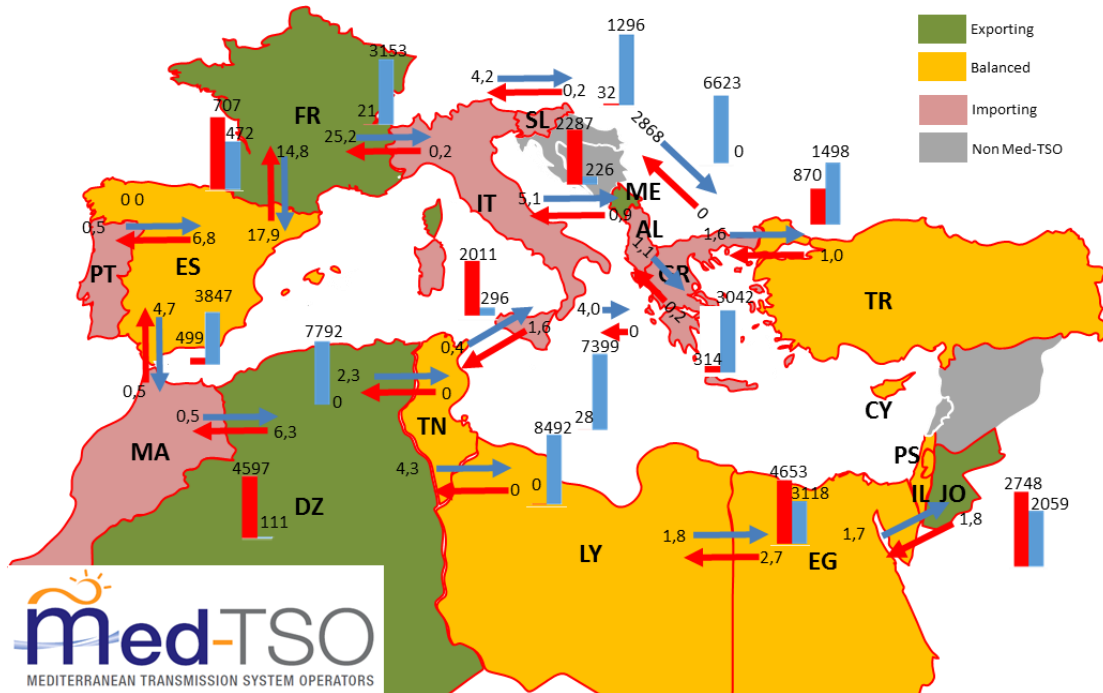 1296
3153
6623
Exporting
Balanced
Importing
Non Med-TSO
4,2
0,2
32
707
FR
21
SL
2868
472
2287
0
25,2
14,8
0,2
226
1498
870
ME
IT
5,1
0,9
0
0 0
0,5
6,8
17,9
AL
1,6
1,1
1,0
PT
ES
GR
2011
TR
4,7
3847
296
4,0
0,2
3042
499
7792
0,4
1,6
0
7399
314
0,5
2,3
0
0
CY
TN
0,5
6,3
MA
28
8492
PS
4597
4,3
4653
2748
3118
IL JO
0
0
2059
DZ
111
1,8
1,7
1,8
LY
2,7
EG
Med-TSO
MEDITERRANEAN TRANSMISSION SYSTEM OPERATORS